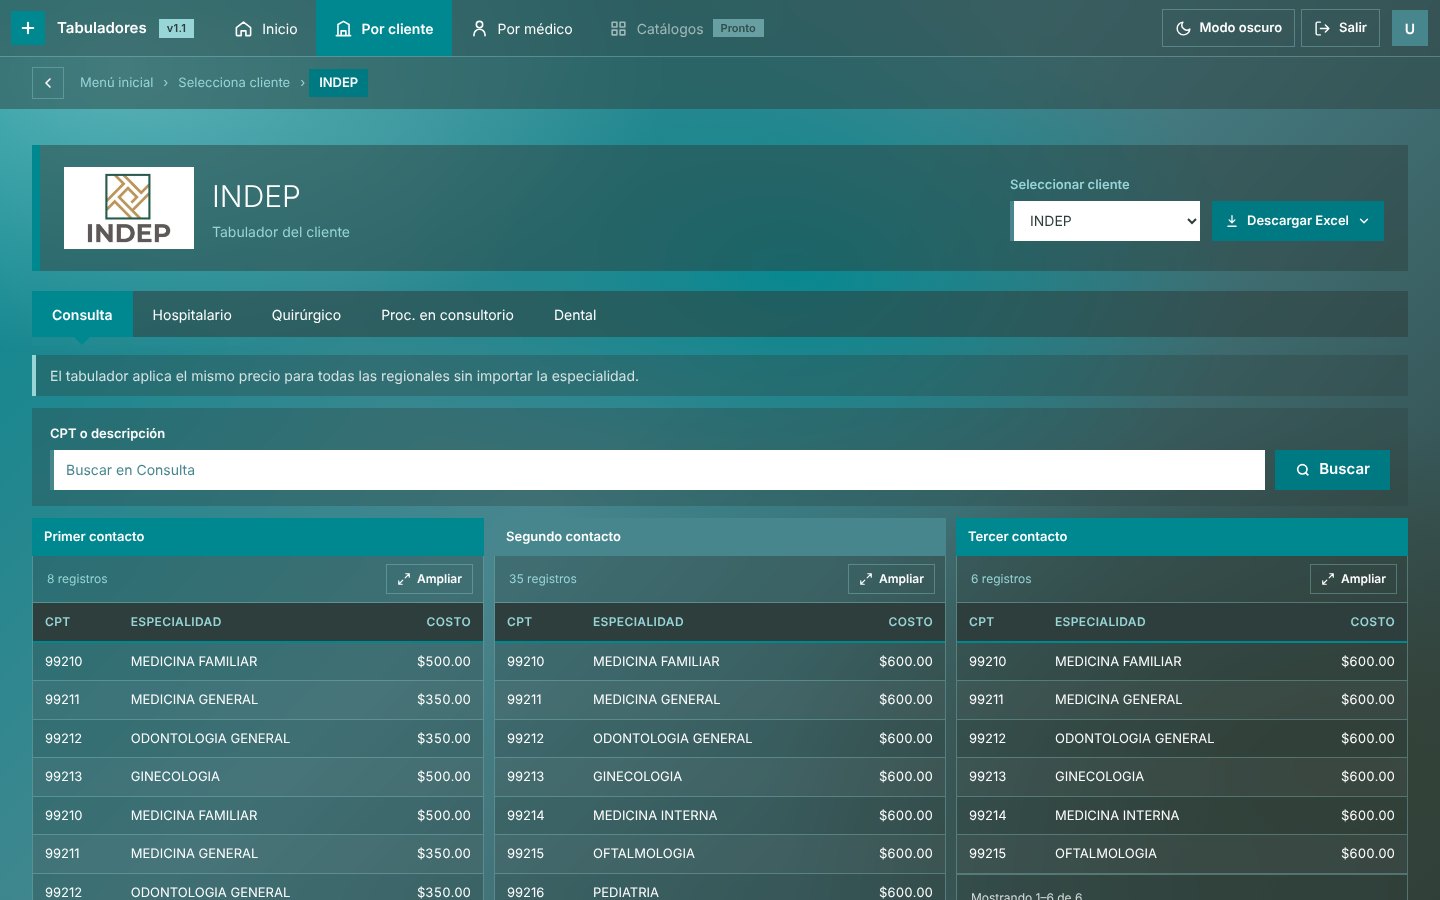 Tabuladores v1.1 Inicio Por cliente Por médico Catálogos Pronto Modo oscuro Salir U
Menú inicial › Selecciona cliente › INDEP
INDEP
INDEP
Tabulador del cliente
Seleccionar cliente
INDEP Descargar Excel
Consulta Hospitalario Quirúrgico Proc. en consultorio Dental
El tabulador aplica el mismo precio para todas las regionales sin importar la especialidad.
CPT o descripción
Buscar en Consulta Buscar
Primer contacto
8 registros Ampliar
CPT ESPECIALIDAD COSTO
99210 MEDICINA FAMILIAR $500.00
99211 MEDICINA GENERAL $350.00
99212 ODONTOLOGIA GENERAL $350.00
99213 GINECOLOGIA $500.00
99210 MEDICINA FAMILIAR $500.00
99211 MEDICINA GENERAL $350.00
99212 ODONTOLOGIA GENERAL $350.00
Segundo contacto
35 registros Ampliar
CPT ESPECIALIDAD COSTO
99210 MEDICINA FAMILIAR $600.00
99211 MEDICINA GENERAL $600.00
99212 ODONTOLOGIA GENERAL $600.00
99213 GINECOLOGIA $600.00
99214 MEDICINA INTERNA $600.00
99215 OFTALMOLOGIA $600.00
99216 PEDIATRIA $600.00
Tercer contacto
6 registros Ampliar
CPT ESPECIALIDAD COSTO
99210 MEDICINA FAMILIAR $600.00
99211 MEDICINA GENERAL $600.00
99212 ODONTOLOGIA GENERAL $600.00
99213 GINECOLOGIA $600.00
99214 MEDICINA INTERNA $600.00
99215 OFTALMOLOGIA $600.00
Mostrando 1–6 de 6